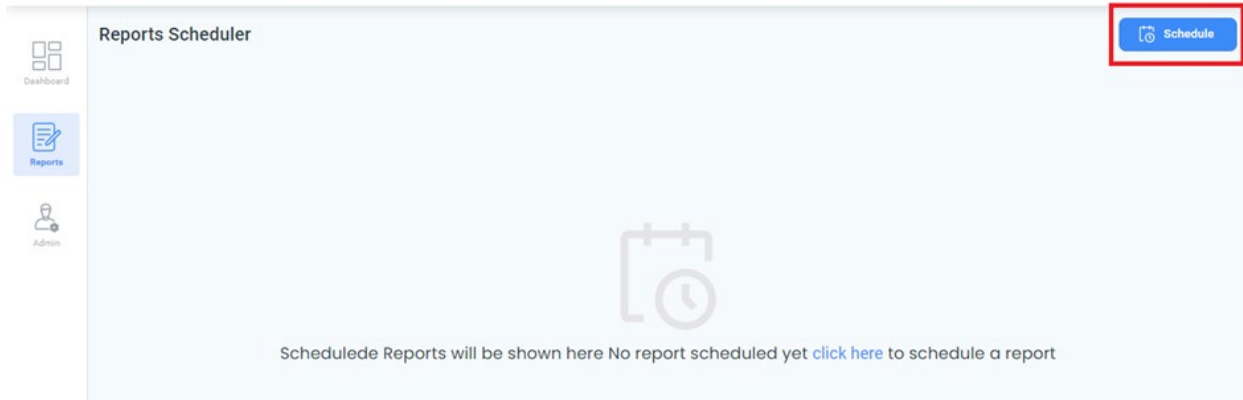 Reports Scheduler
Schedule
Dashboard
Reports
Admin
Schedulede Reports will be shown here No report scheduled yet click here to schedule a report